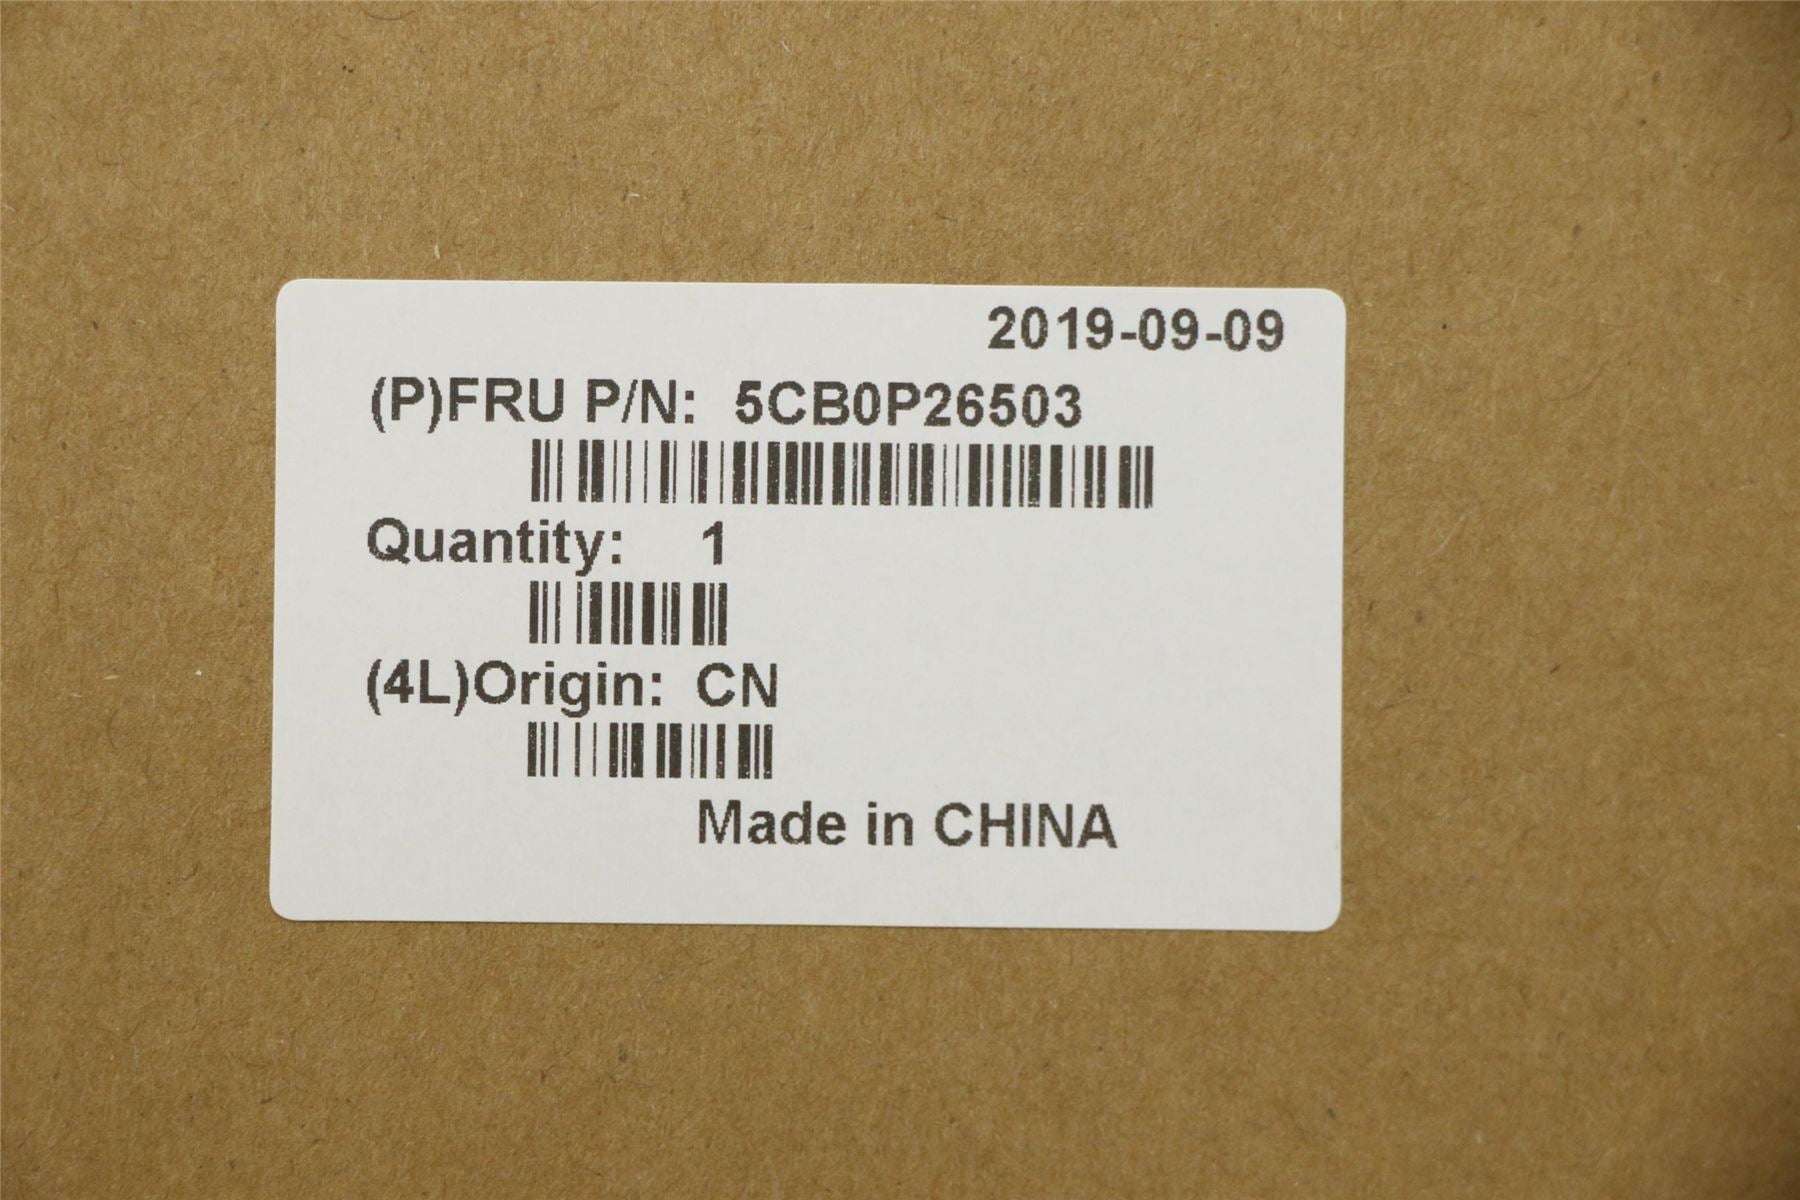 2019-09-09
(P)FRU P/N: 5CB0P26503
Quantity: 1
(4L)Origin: CN
Made in CHINA